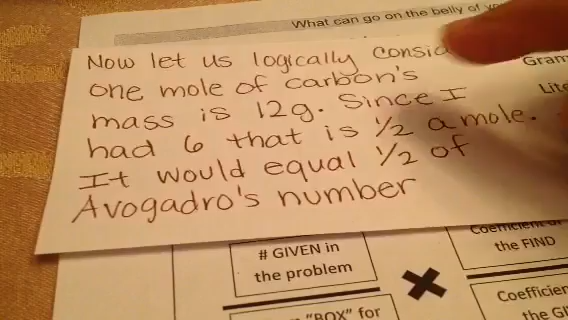 What can go on the belly of
Now let us logically
one mole of carbon's
mass is 12g. Since I
had 6 that is 1/2 a mole.
It would equal 1/2 of
Avogadro's number
# GIVEN in
the problem
the FIND
"BOX" for